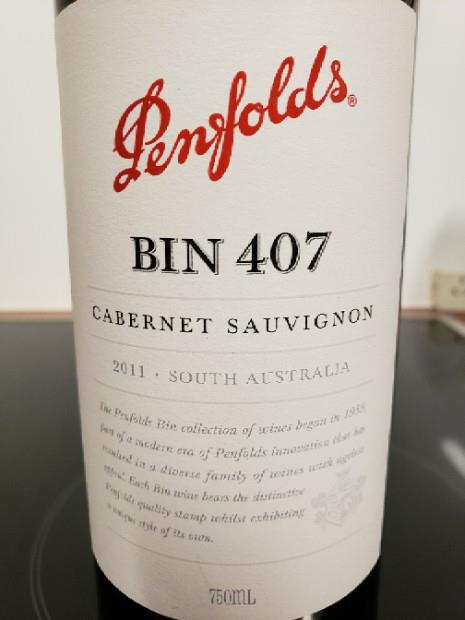 Penfolds®
BIN 407
CABERNET SAUVIGNON
2011 · SOUTH AUSTRALIA
The Penfolds Bin collection of wines began in 1959,
part of a modern era of Penfolds innovation that has
resulted in a diverse family of wines with ageless
appeal. Each Bin wine bears the distinctive
Penfolds quality stamp whilst exhibiting
a unique style of its own.
750ML